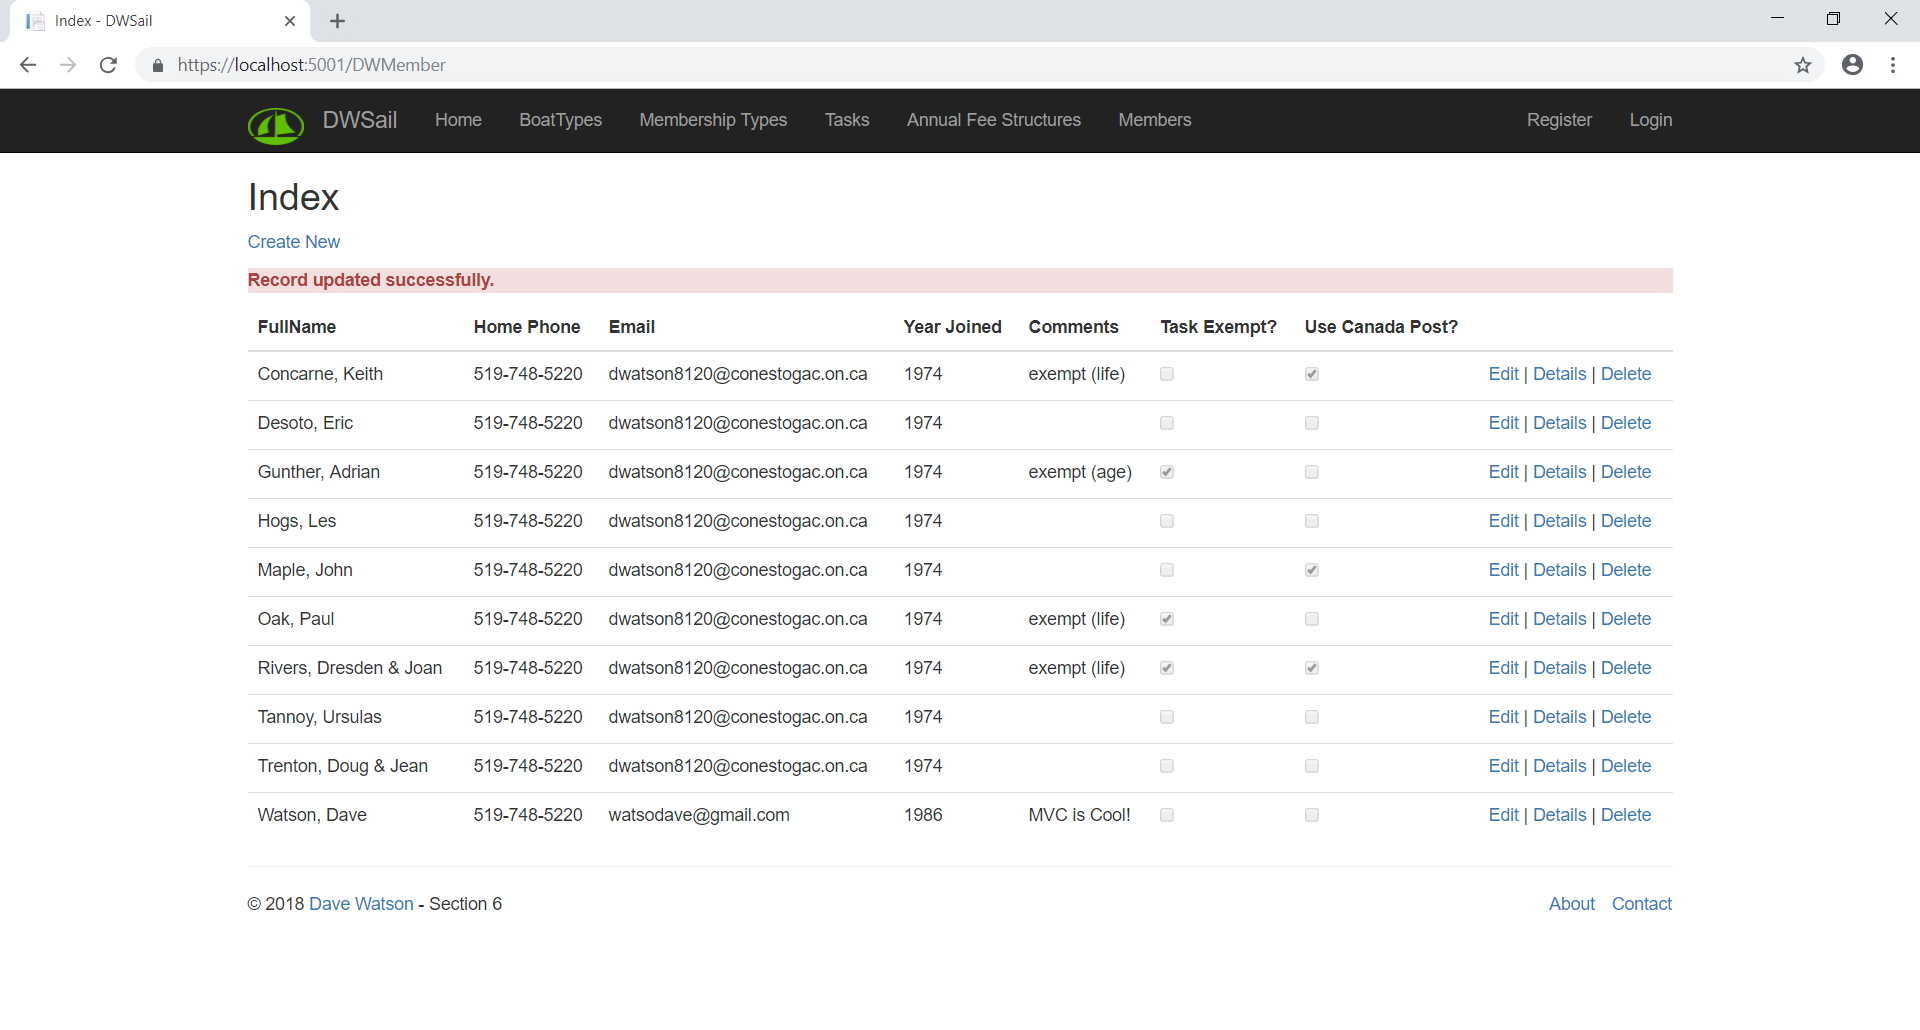 Index - DWSail
https://localhost:5001/DWMember
DWSail Home BoatTypes Membership Types Tasks Annual Fee Structures Members Register Login
Index
Create New
Record updated successfully.
FullName Home Phone Email Year Joined Comments Task Exempt? Use Canada Post?
Concarne, Keith 519-748-5220 dwatson8120@conestogac.on.ca 1974 exempt (life) Edit | Details | Delete
Desoto, Eric 519-748-5220 dwatson8120@conestogac.on.ca 1974 Edit | Details | Delete
Gunther, Adrian 519-748-5220 dwatson8120@conestogac.on.ca 1974 exempt (age) Edit | Details | Delete
Hogs, Les 519-748-5220 dwatson8120@conestogac.on.ca 1974 Edit | Details | Delete
Maple, John 519-748-5220 dwatson8120@conestogac.on.ca 1974 Edit | Details | Delete
Oak, Paul 519-748-5220 dwatson8120@conestogac.on.ca 1974 exempt (life) Edit | Details | Delete
Rivers, Dresden & Joan 519-748-5220 dwatson8120@conestogac.on.ca 1974 exempt (life) Edit | Details | Delete
Tannoy, Ursulas 519-748-5220 dwatson8120@conestogac.on.ca 1974 Edit | Details | Delete
Trenton, Doug & Jean 519-748-5220 dwatson8120@conestogac.on.ca 1974 Edit | Details | Delete
Watson, Dave 519-748-5220 watsodave@gmail.com 1986 MVC is Cool! Edit | Details | Delete
© 2018 Dave Watson - Section 6 About Contact